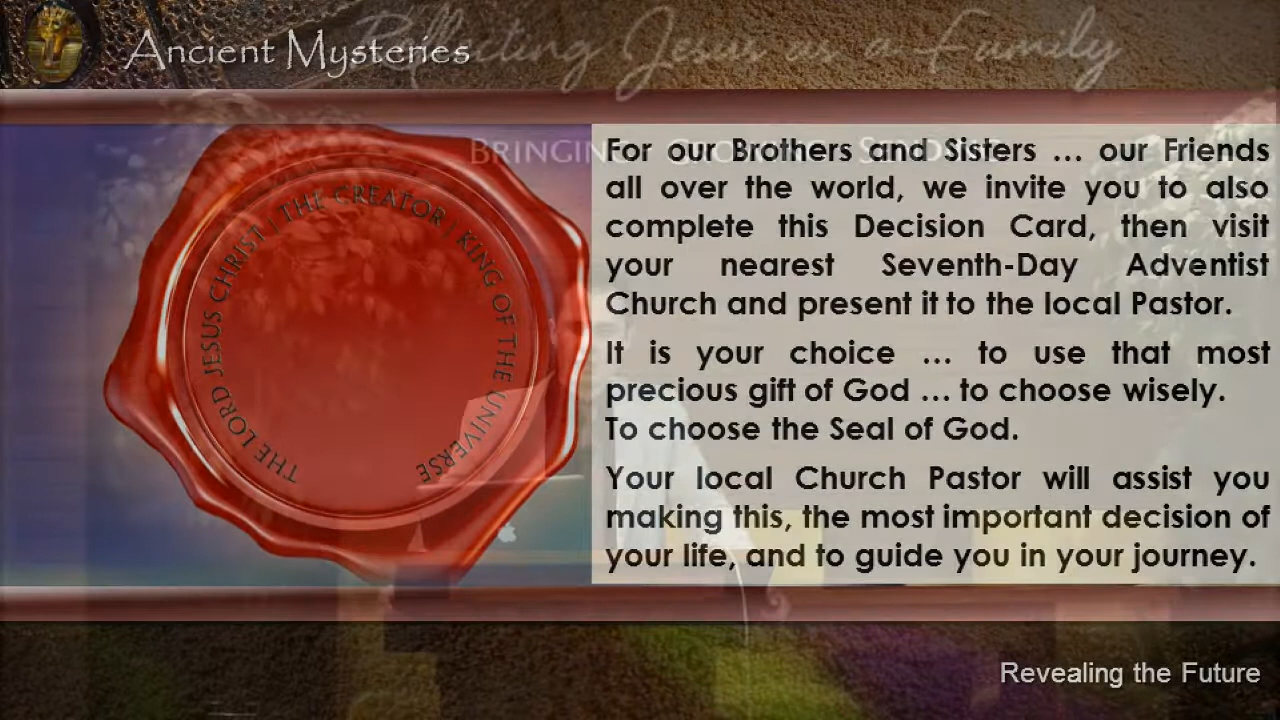 Ancient Mysteries
Reflecting Jesus as a Family
BRINGING
For our Brothers and Sisters … our Friends
all over the world, we invite you to also
complete this Decision Card, then visit
your nearest Seventh-Day Adventist
Church and present it to the local Pastor.
It is your choice … to use that most
precious gift of God … to choose wisely.
To choose the Seal of God.
Your local Church Pastor will assist you
making this, the most important decision of
your life, and to guide you in your journey.
THE LORD JESUS CHRIST | THE CREATOR | KING OF THE UNIVERSE
Revealing the Future